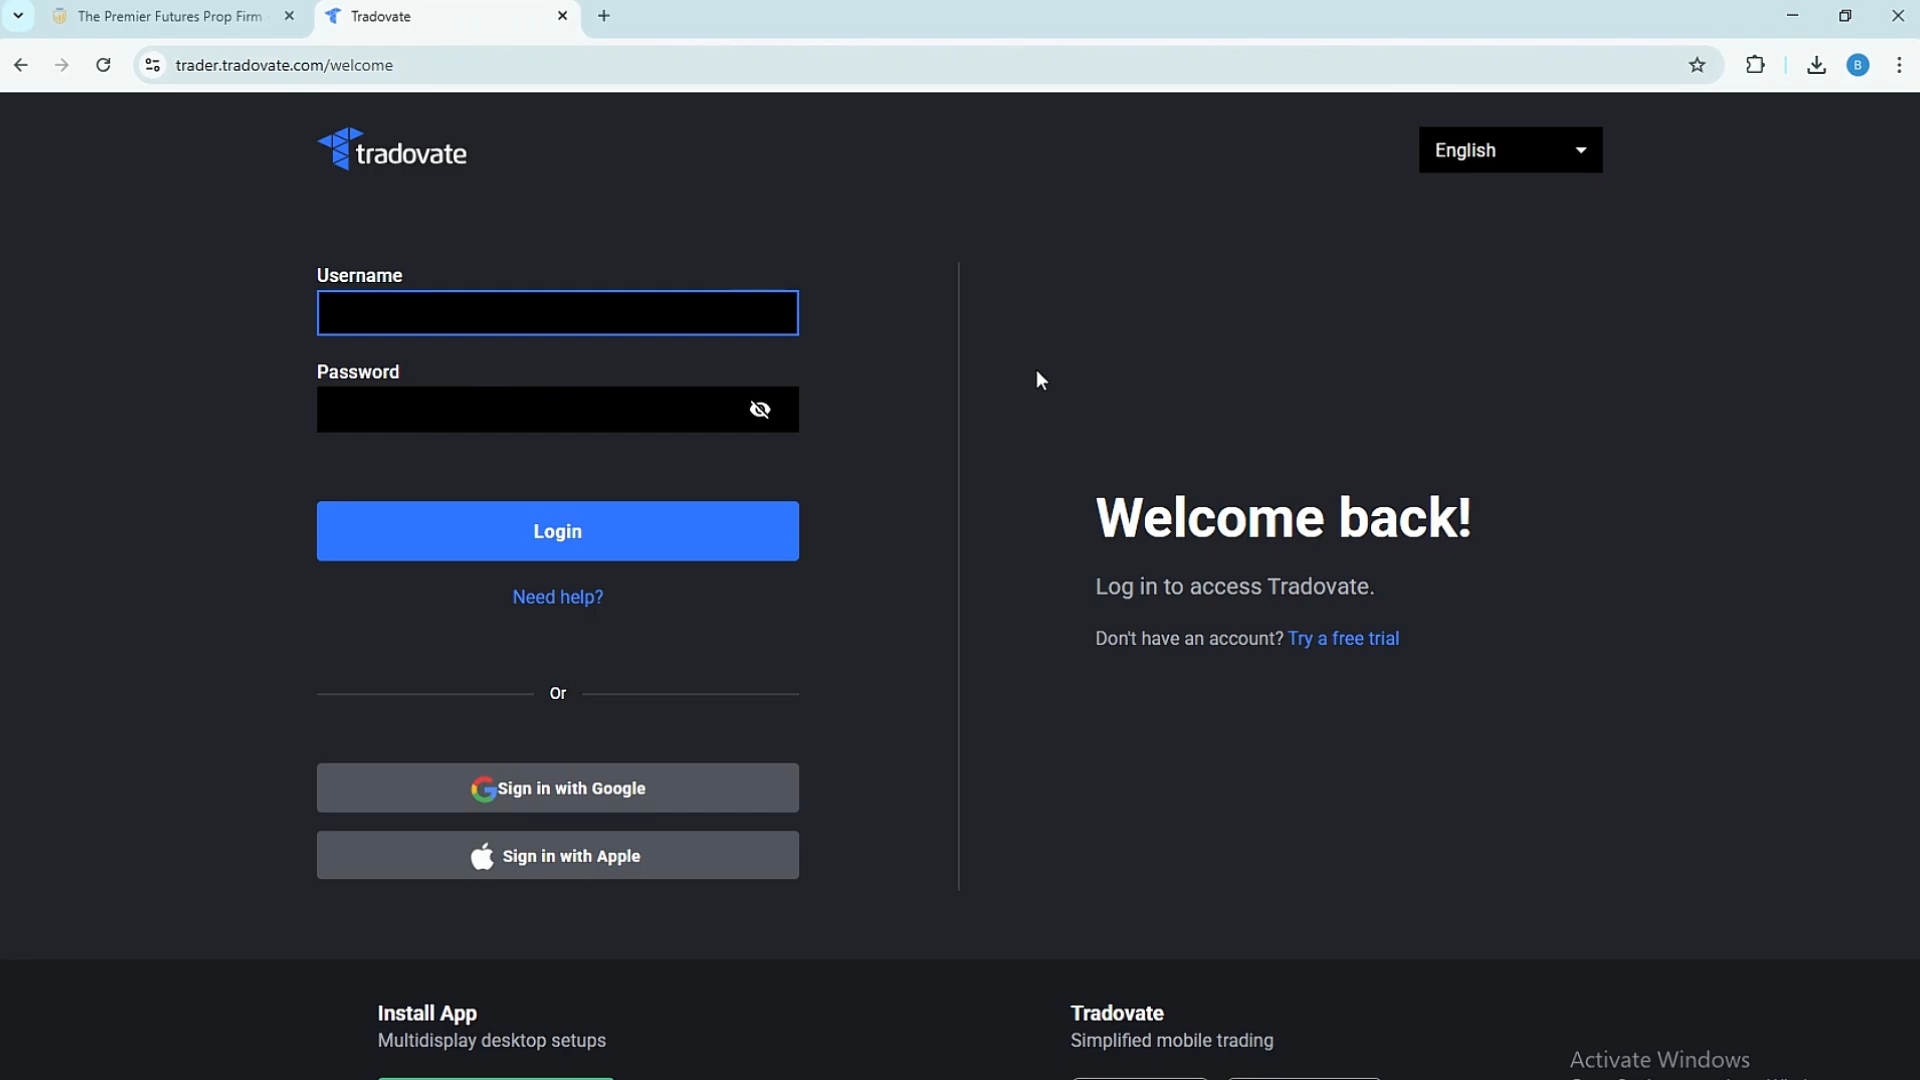 The Premier Futures Prop Firm
Tradovate
trader.tradovate.com/welcome
B
tradovate
English
Username
Password
Login
Need help?
Or
Sign in with Google
Sign in with Apple
Welcome back!
Log in to access Tradovate.
Don't have an account? Try a free trial
Install App
Multidisplay desktop setups
Tradovate
Simplified mobile trading
Activate Windows